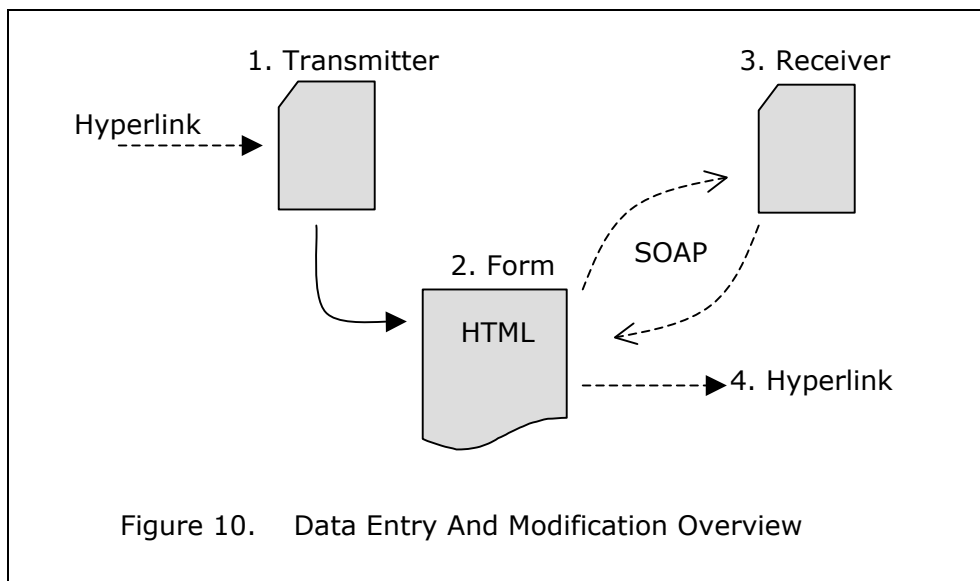 1. Transmitter
3. Receiver
Hyperlink
SOAP
2. Form
HTML
4. Hyperlink
Figure 10. Data Entry And Modification Overview